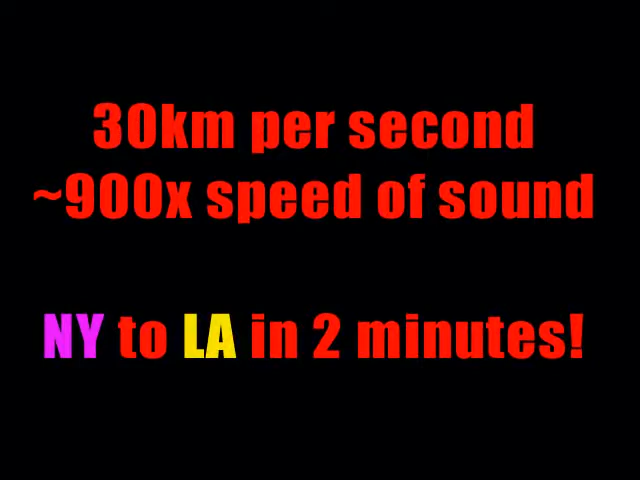 30km per second
~900x speed of sound
NY to LA in 2 minutes!